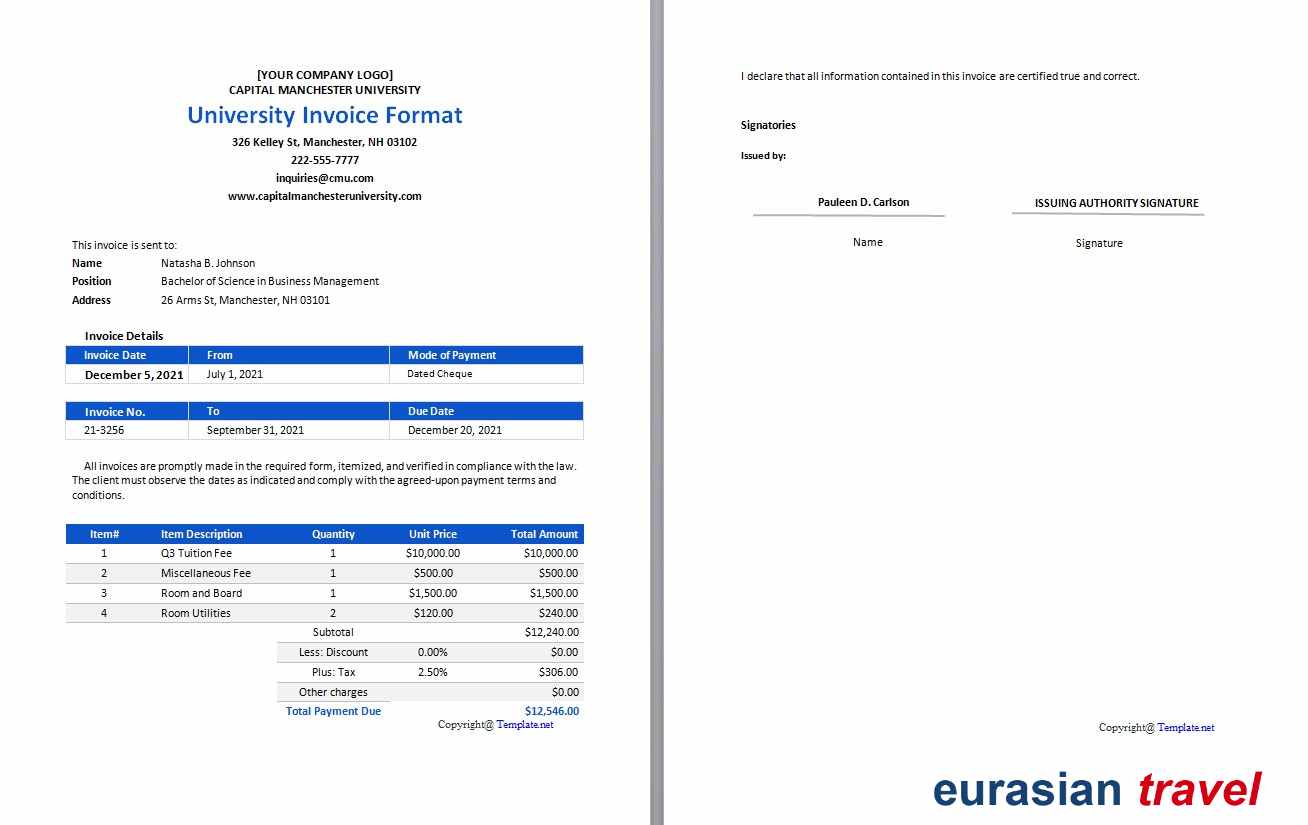 [YOUR COMPANY LOGO]
CAPITAL MANCHESTER UNIVERSITY
University Invoice Format
326 Kelley St, Manchester, NH 03102
222-555-7777
inquiries@cmu.com
www.capitalmanchesteruniversity.com
This invoice is sent to:
Name Natasha B. Johnson
Position Bachelor of Science in Business Management
Address 26 Arms St, Manchester, NH 03101
Invoice Details
Invoice Date From Mode of Payment
December 5, 2021 July 1, 2021 Dated Cheque
Invoice No. To Due Date
21-3256 September 31, 2021 December 20, 2021
All invoices are promptly made in the required form, itemized, and verified in compliance with the law.
The client must observe the dates as indicated and comply with the agreed-upon payment terms and
conditions.
Item# Item Description Quantity Unit Price Total Amount
1 Q3 Tuition Fee 1 $10,000.00 $10,000.00
2 Miscellaneous Fee 1 $500.00 $500.00
3 Room and Board 1 $1,500.00 $1,500.00
4 Room Utilities 2 $120.00 $240.00
Subtotal $12,240.00
Less: Discount 0.00% $0.00
Plus: Tax 2.50% $306.00
Other charges $0.00
Total Payment Due $12,546.00
Copyright@ Template.net
I declare that all information contained in this invoice are certified true and correct.
Signatories
Issued by:
Pauleen D. Carlson ISSUING AUTHORITY SIGNATURE
Name Signature
Copyright@ Template.net
eurasian travel